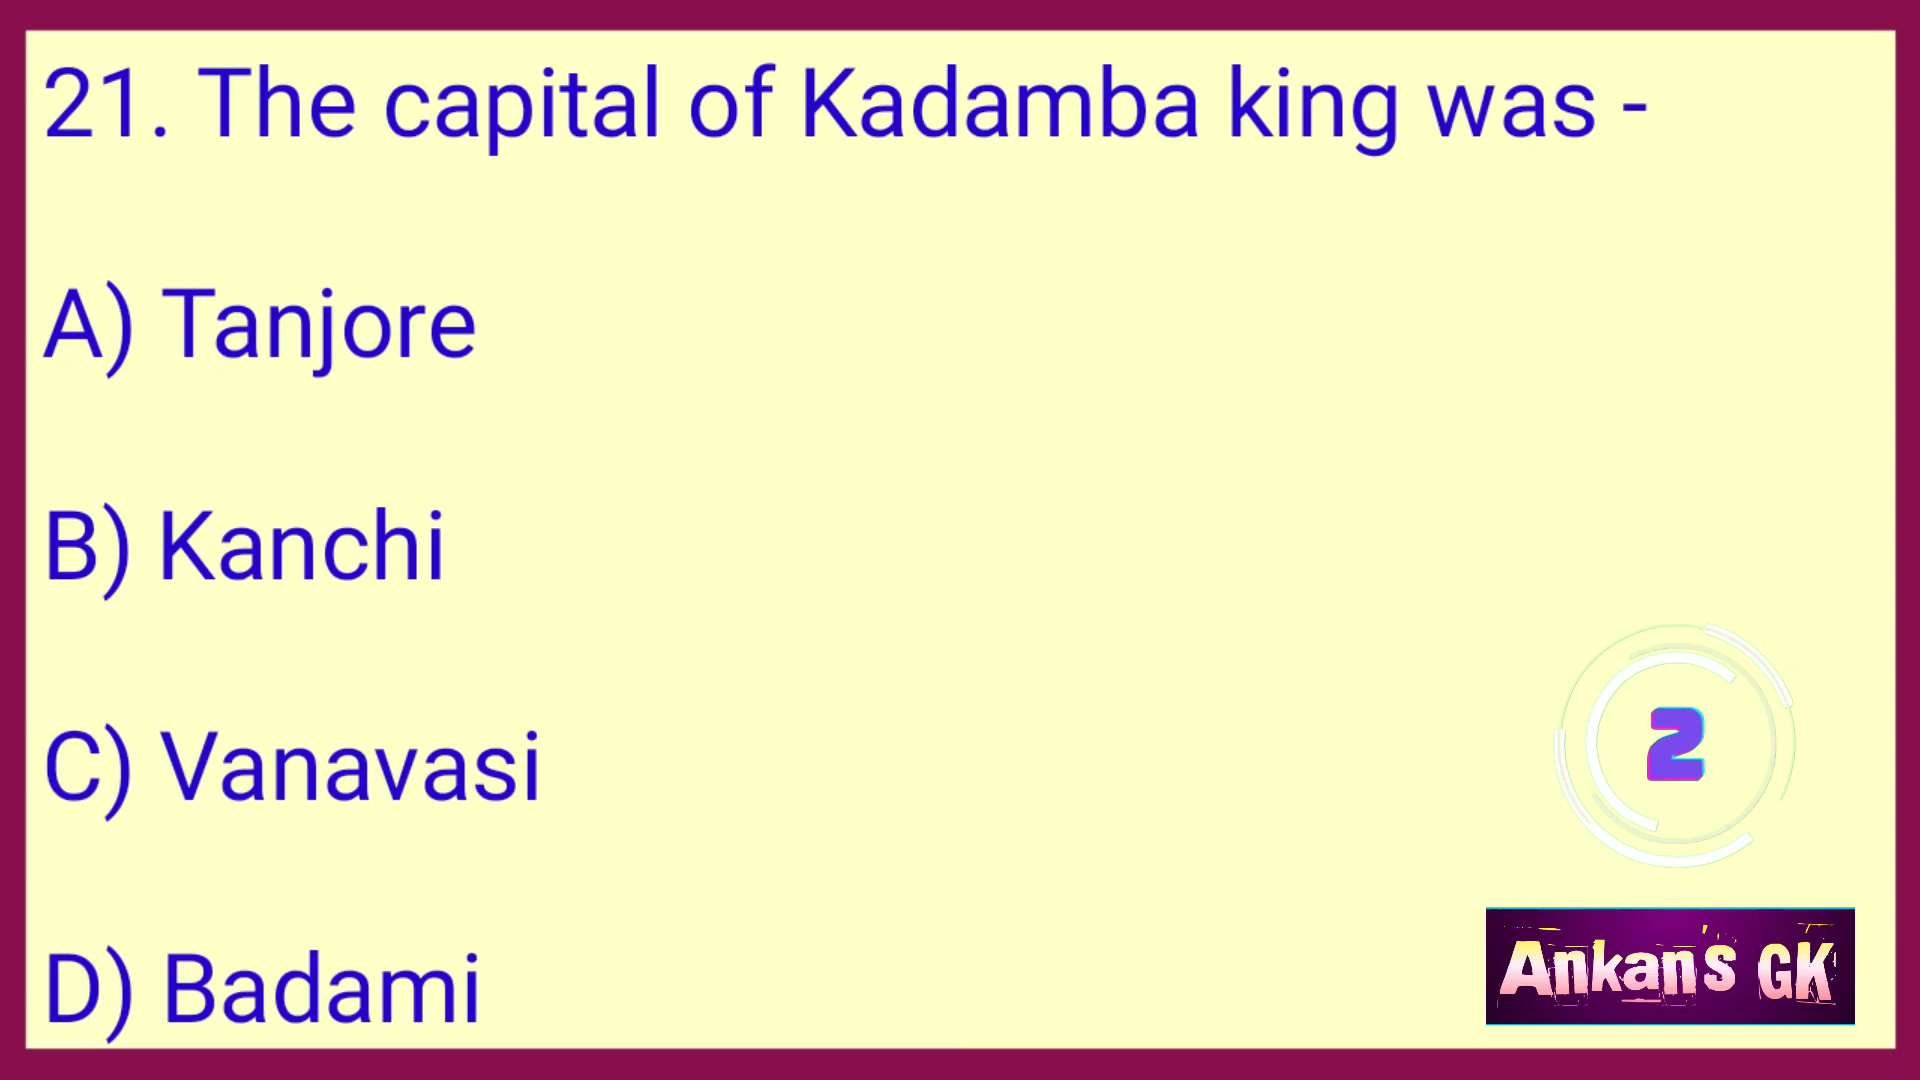 21. The capital of Kadamba king was -
A) Tanjore
B) Kanchi
C) Vanavasi
2
D) Badami
Ankan's GK